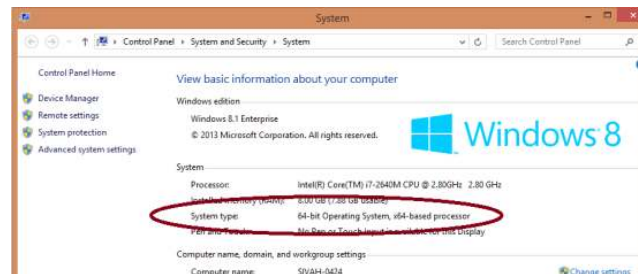 System
Control Panel › System and Security › System
Search Control Panel
Control Panel Home
View basic information about your computer
Device Manager
Windows edition
Remote settings
Windows 8.1 Enterprise
System protection
© 2013 Microsoft Corporation. All rights reserved.
Windows 8
Advanced system settings
System
Processor: Intel(R) Core(TM) i7-2640M CPU @ 2.80GHz 2.80 GHz
Installed memory (RAM): 8.00 GB (7.88 GB usable)
System type: 64-bit Operating System, x64-based processor
Pen and Touch: No Pen or Touch Input is available for this Display
Computer name, domain, and workgroup settings
Computer name: SIVAH-0424
Change settings